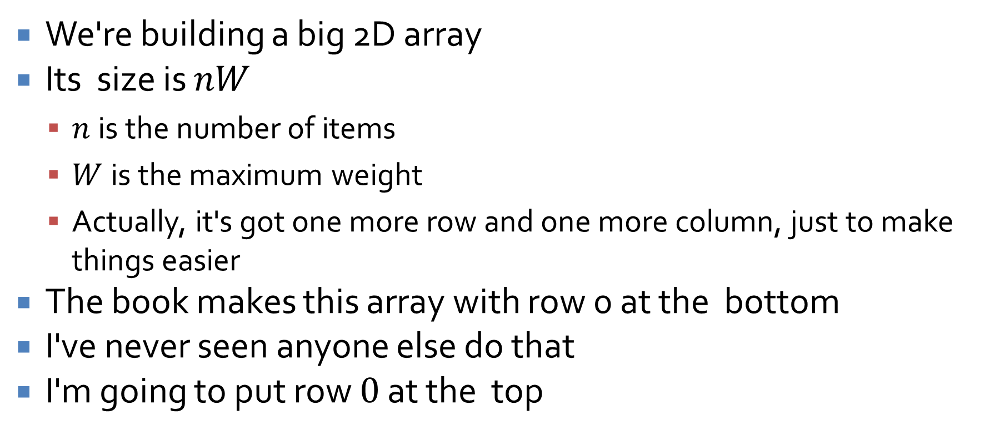 We're building a big 2D array
Its size is nW
n is the number of items
W is the maximum weight
Actually, it's got one more row and one more column, just to make
things easier
The book makes this array with row 0 at the bottom
I've never seen anyone else do that
I'm going to put row 0 at the top